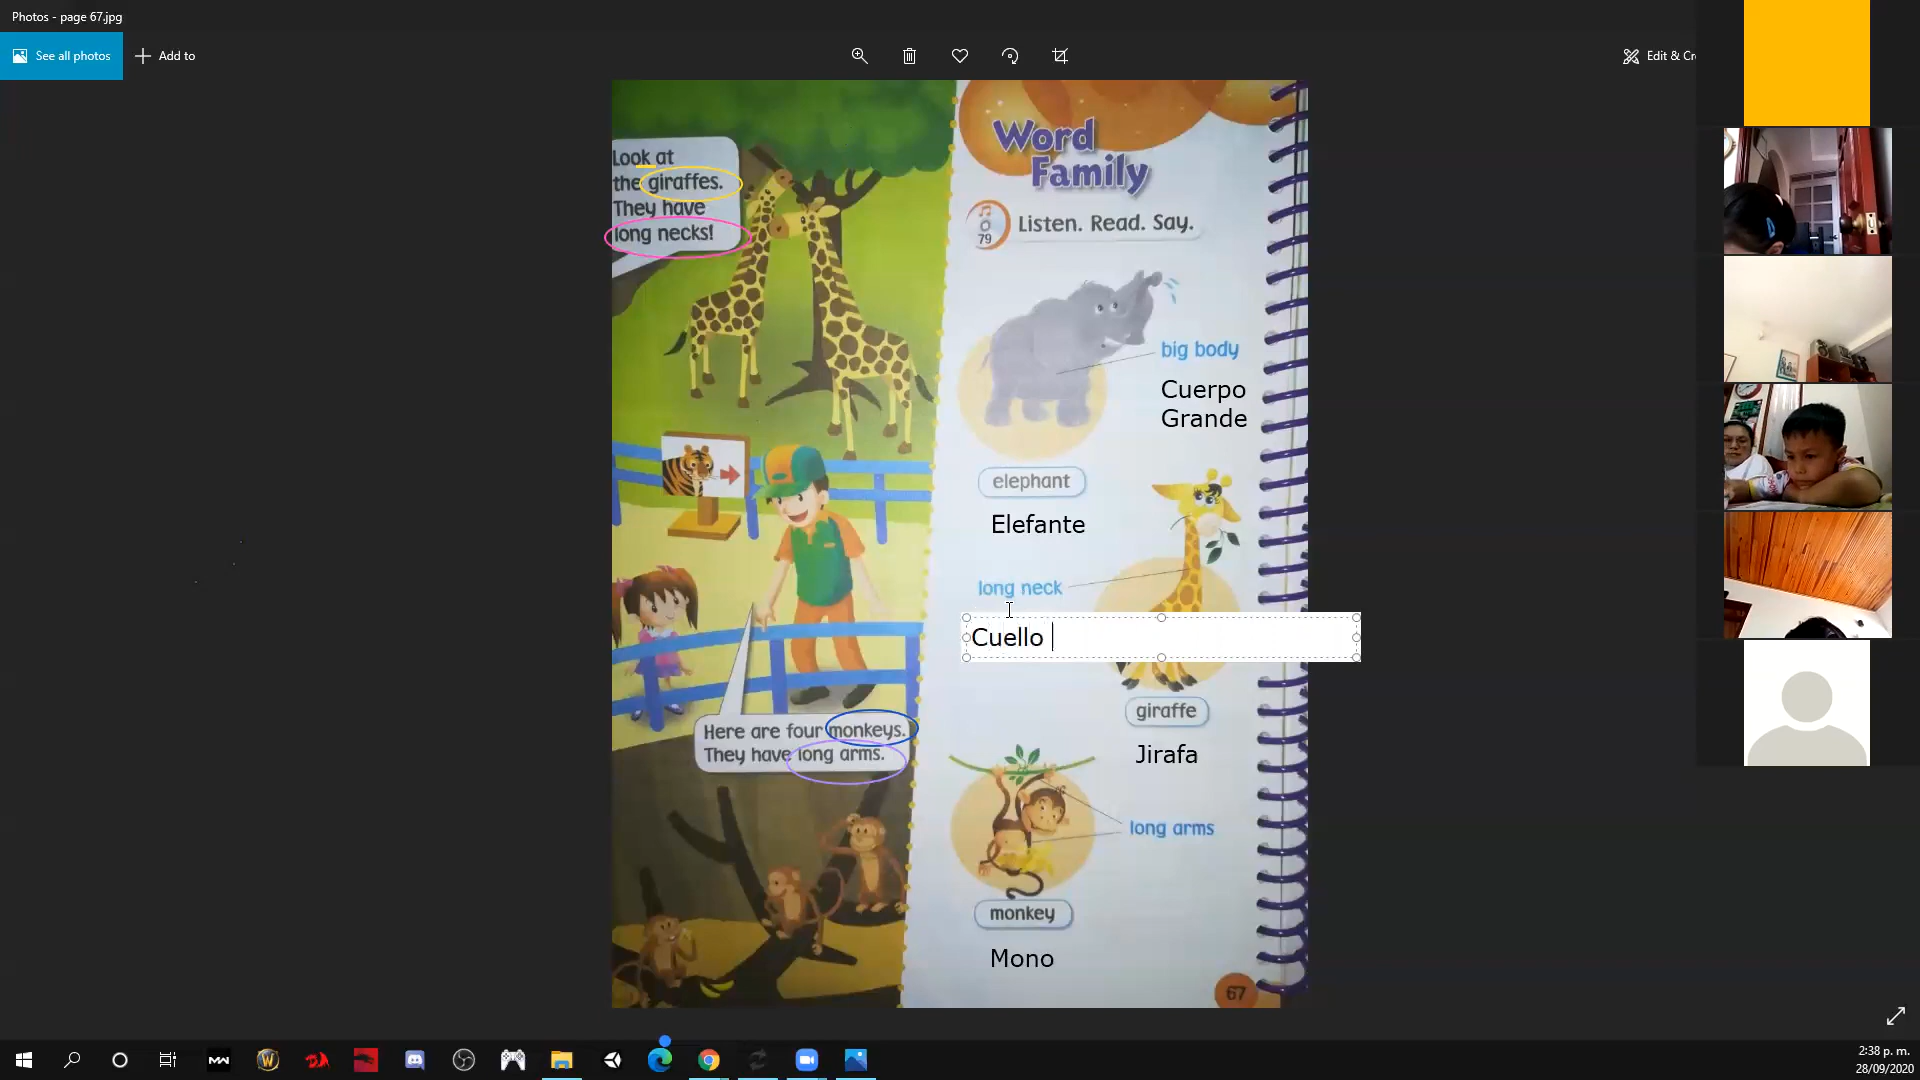 Photos - page 67.jpg
See all photos
Add to
Edit & Cr
Look at
the giraffes.
They have
long necks!
Word
Family
79
Listen. Read. Say.
big body
Cuerpo
Grande
elephant
Elefante
long neck
Cuello
giraffe
Jirafa
Here are four monkeys.
They have long arms.
long arms
monkey
Mono
67
MW
2:38 p. m.
28/09/2020